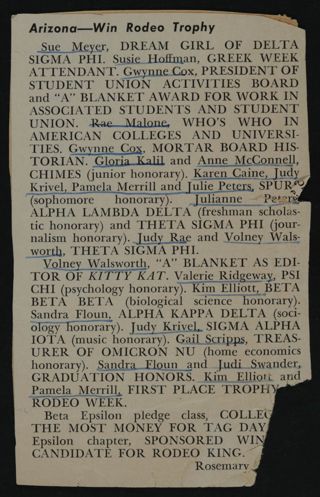 Arizona—Win Rodeo Trophy
Sue Meyer, DREAM GIRL OF DELTA
SIGMA PHI. Susie Hoffman, GREEK WEEK
ATTENDANT. Gwynne Cox, PRESIDENT OF
STUDENT UNION ACTIVITIES BOARD
and "A" BLANKET AWARD FOR WORK IN
ASSOCIATED STUDENTS AND STUDENT
UNION. Rae Malone, WHO'S WHO IN
AMERICAN COLLEGES AND UNIVERSI-
TIES. Gwynne Cox, MORTAR BOARD HIS-
TORIAN. Gloria Kalil and Anne McConnell,
CHIMES (junior honorary). Karen Caine, Judy
Krivel, Pamela Merrill and Julie Peters, SPUR
(sophomore honorary). Julianne Peters
ALPHA LAMBDA DELTA (freshman scholas-
tic honorary) and THETA SIGMA PHI (jour-
nalism honorary). Judy Rae and Volney Wals-
worth, THETA SIGMA PHI.
Volney Walsworth, "A" BLANKET AS EDI-
TOR OF KITTY KAT. Valerie Ridgeway, PSI
CHI (psychology honorary). Kim Elliott, BETA
BETA BETA (biological science honorary).
Sandra Floun, ALPHA KAPPA DELTA (soci-
ology honorary). Judy Krivel, SIGMA ALPHA
IOTA (music honorary). Gail Scripps, TREAS-
URER OF OMICRON NU (home economics
honorary). Sandra Floun and Judi Swander,
GRADUATION HONORS. Kim Elliott and
Pamela Merrill, FIRST PLACE TROPHY
RODEO WEEK.
Beta Epsilon pledge class, COLLEC
THE MOST MONEY FOR TAG DAY
Epsilon chapter, SPONSORED WIN
CANDIDATE FOR RODEO KING.
Rosemary